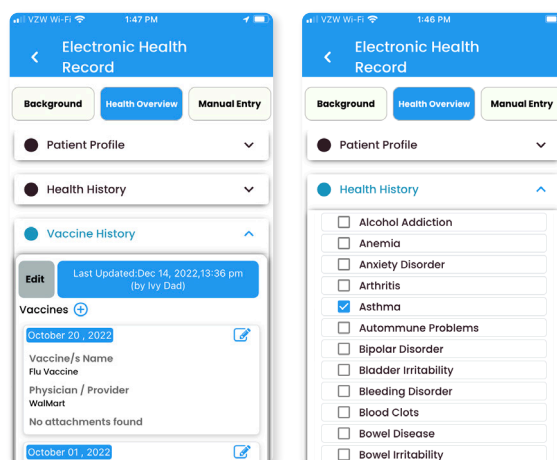 VZW Wi-Fi 1:47 PM
Electronic Health
Record
Background Health Overview Manual Entry
Patient Profile
Health History
Vaccine History
Edit
Last Updated:Dec 14, 2022,13:36 pm
(by Ivy Dad)
Vaccines
October 20 , 2022
Vaccine/s Name
Flu Vaccine
Physician / Provider
WalMart
No attachments found
October 01 , 2022
VZW Wi-Fi 1:46 PM
Electronic Health
Record
Background Health Overview Manual Entry
Patient Profile
Health History
Alcohol Addiction
Anemia
Anxiety Disorder
Arthritis
Asthma
Autommune Problems
Bipolar Disorder
Bladder Irritability
Bleeding Disorder
Blood Clots
Bowel Disease
Bowel Irritability